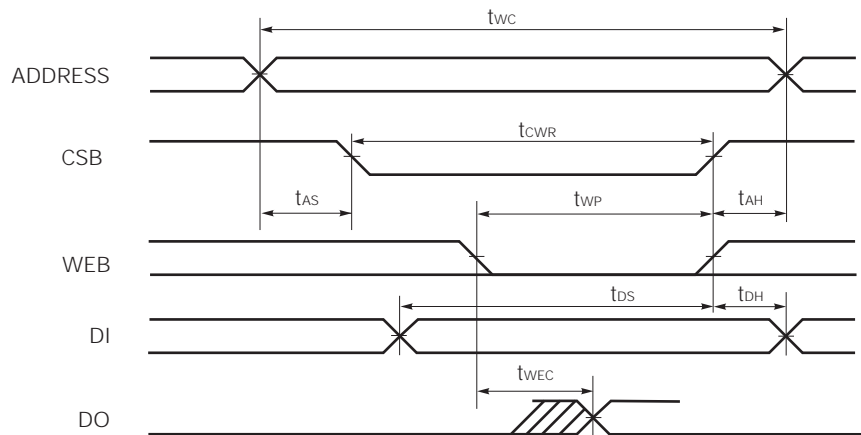 tWC
ADDRESS
tCWR
CSB
tAS
tWP
tAH
WEB
tDS
tDH
DI
tWEC
DO